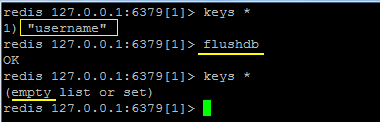 redis 127.0.0.1:6379[1]> keys *
1) "username"
redis 127.0.0.1:6379[1]> flushdb
OK
redis 127.0.0.1:6379[1]> keys *
(empty list or set)
redis 127.0.0.1:6379[1]>